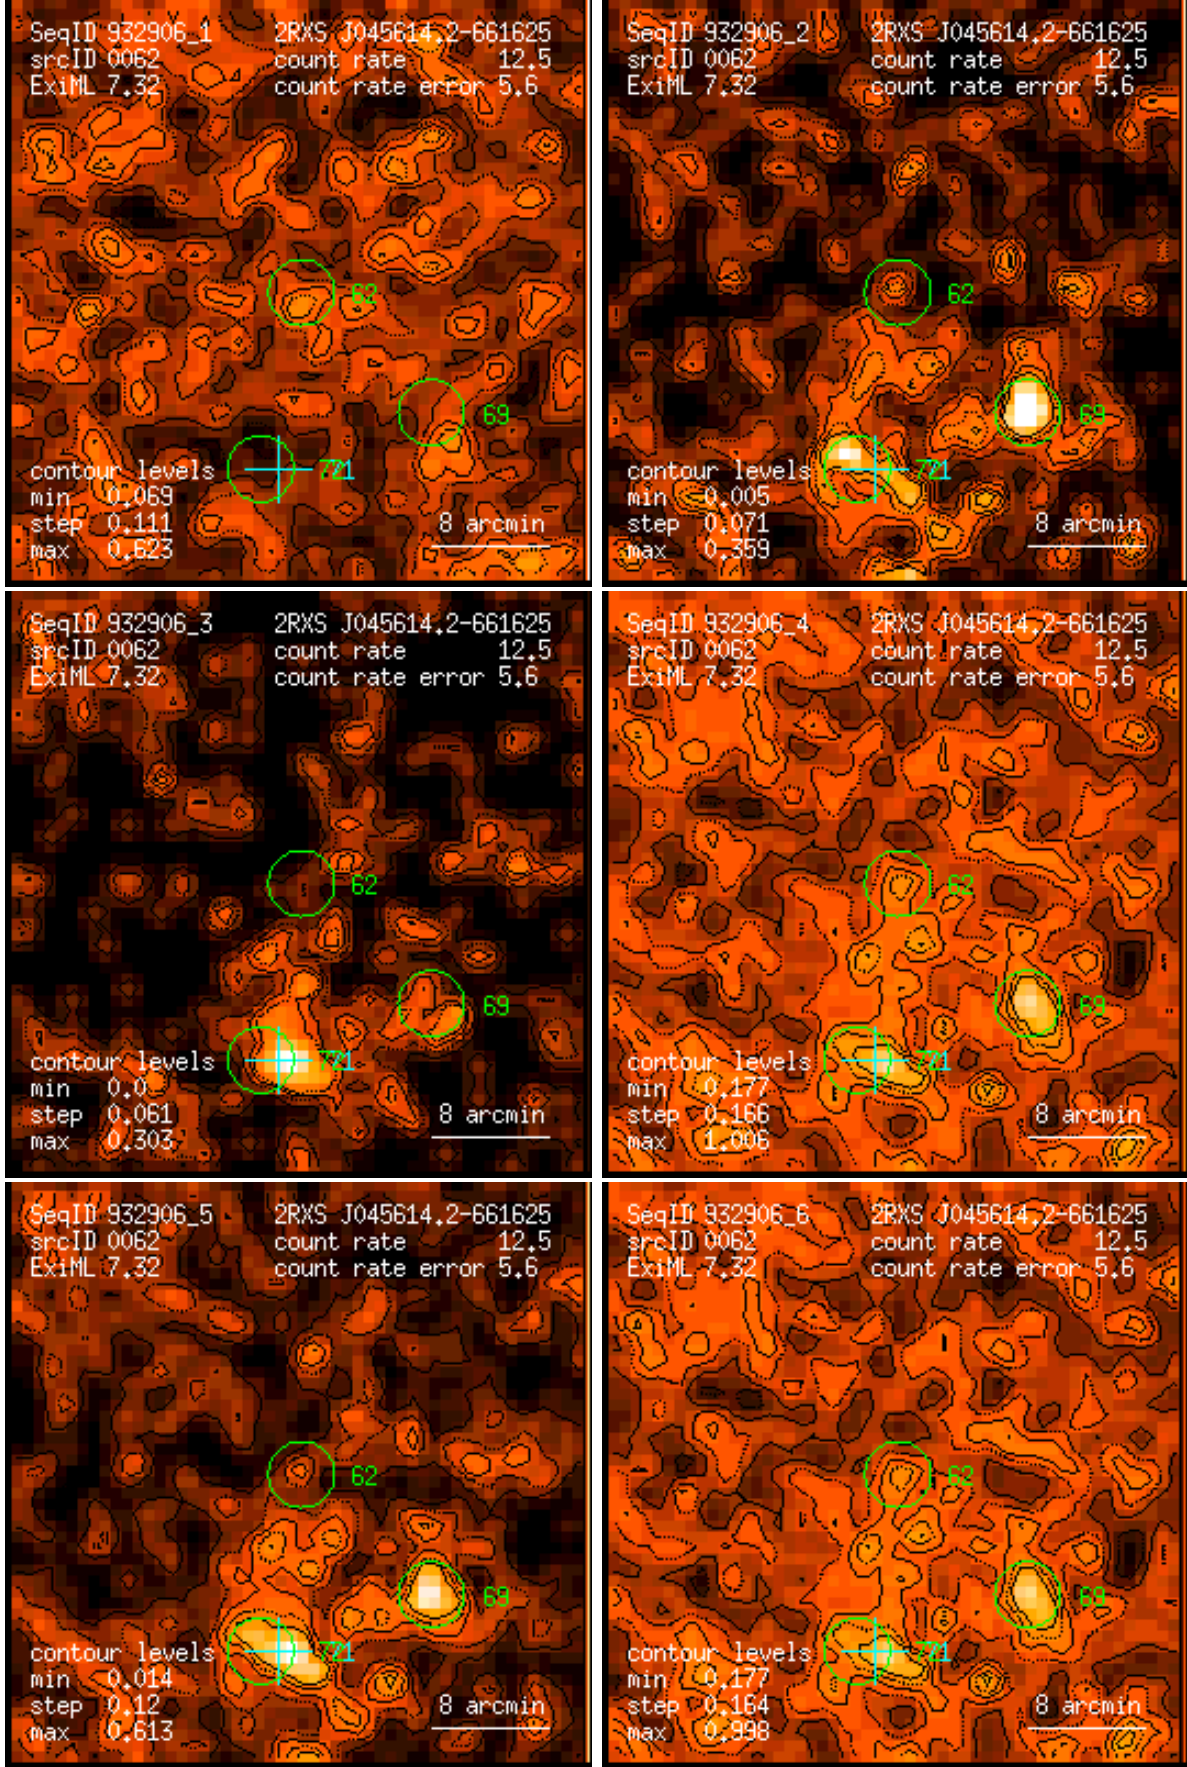 SeqID 932906_1 2RXS J045614.2-661625
srcID 0062 count rate 12.5
ExiML 7.32 count rate error 5.6
62
69
contour levels
min 0.069
step 0.111 8 arcmin
max 0.623
SeqID 932906_2 2RXS J045614.2-661625
srcID 0062 count rate 12.5
ExiML 7.32 count rate error 5.6
62
69
contour levels
min 0.005
step 0.071 8 arcmin
max 0.359
SeqID 932906_3 2RXS J045614.2-661625
srcID 0062 count rate 12.5
ExiML 7.32 count rate error 5.6
62
69
contour levels
min 0.0
step 0.061 8 arcmin
max 0.303
SeqID 932906_4 2RXS J045614.2-661625
srcID 0062 count rate 12.5
ExiML 7.32 count rate error 5.6
62
69
contour levels
min 0.177
step 0.166 8 arcmin
max 1.006
SeqID 932906_5 2RXS J045614.2-661625
srcID 0062 count rate 12.5
ExiML 7.32 count rate error 5.6
62
69
contour levels
min 0.014
step 0.12 8 arcmin
max 0.613
SeqID 932906_6 2RXS J045614.2-661625
srcID 0062 count rate 12.5
ExiML 7.32 count rate error 5.6
62
69
contour levels
min 0.177
step 0.164 8 arcmin
max 0.998